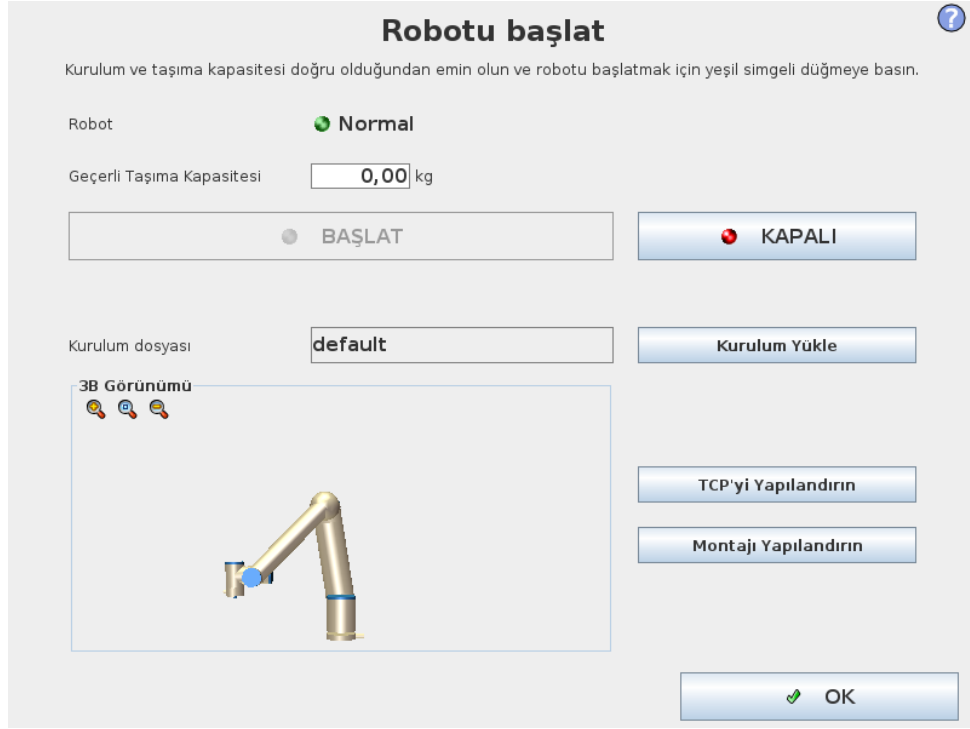 Robotu başlat
?
Kurulum ve taşıma kapasitesi doğru olduğundan emin olun ve robotu başlatmak için yeşil simgeli düğmeye basın.
Robot Normal
Geçerli Taşıma Kapasitesi 0,00 kg
BAŞLAT KAPALI
Kurulum dosyası default Kurulum Yükle
3B Görünümü
TCP'yi Yapılandırın
Montajı Yapılandırın
OK